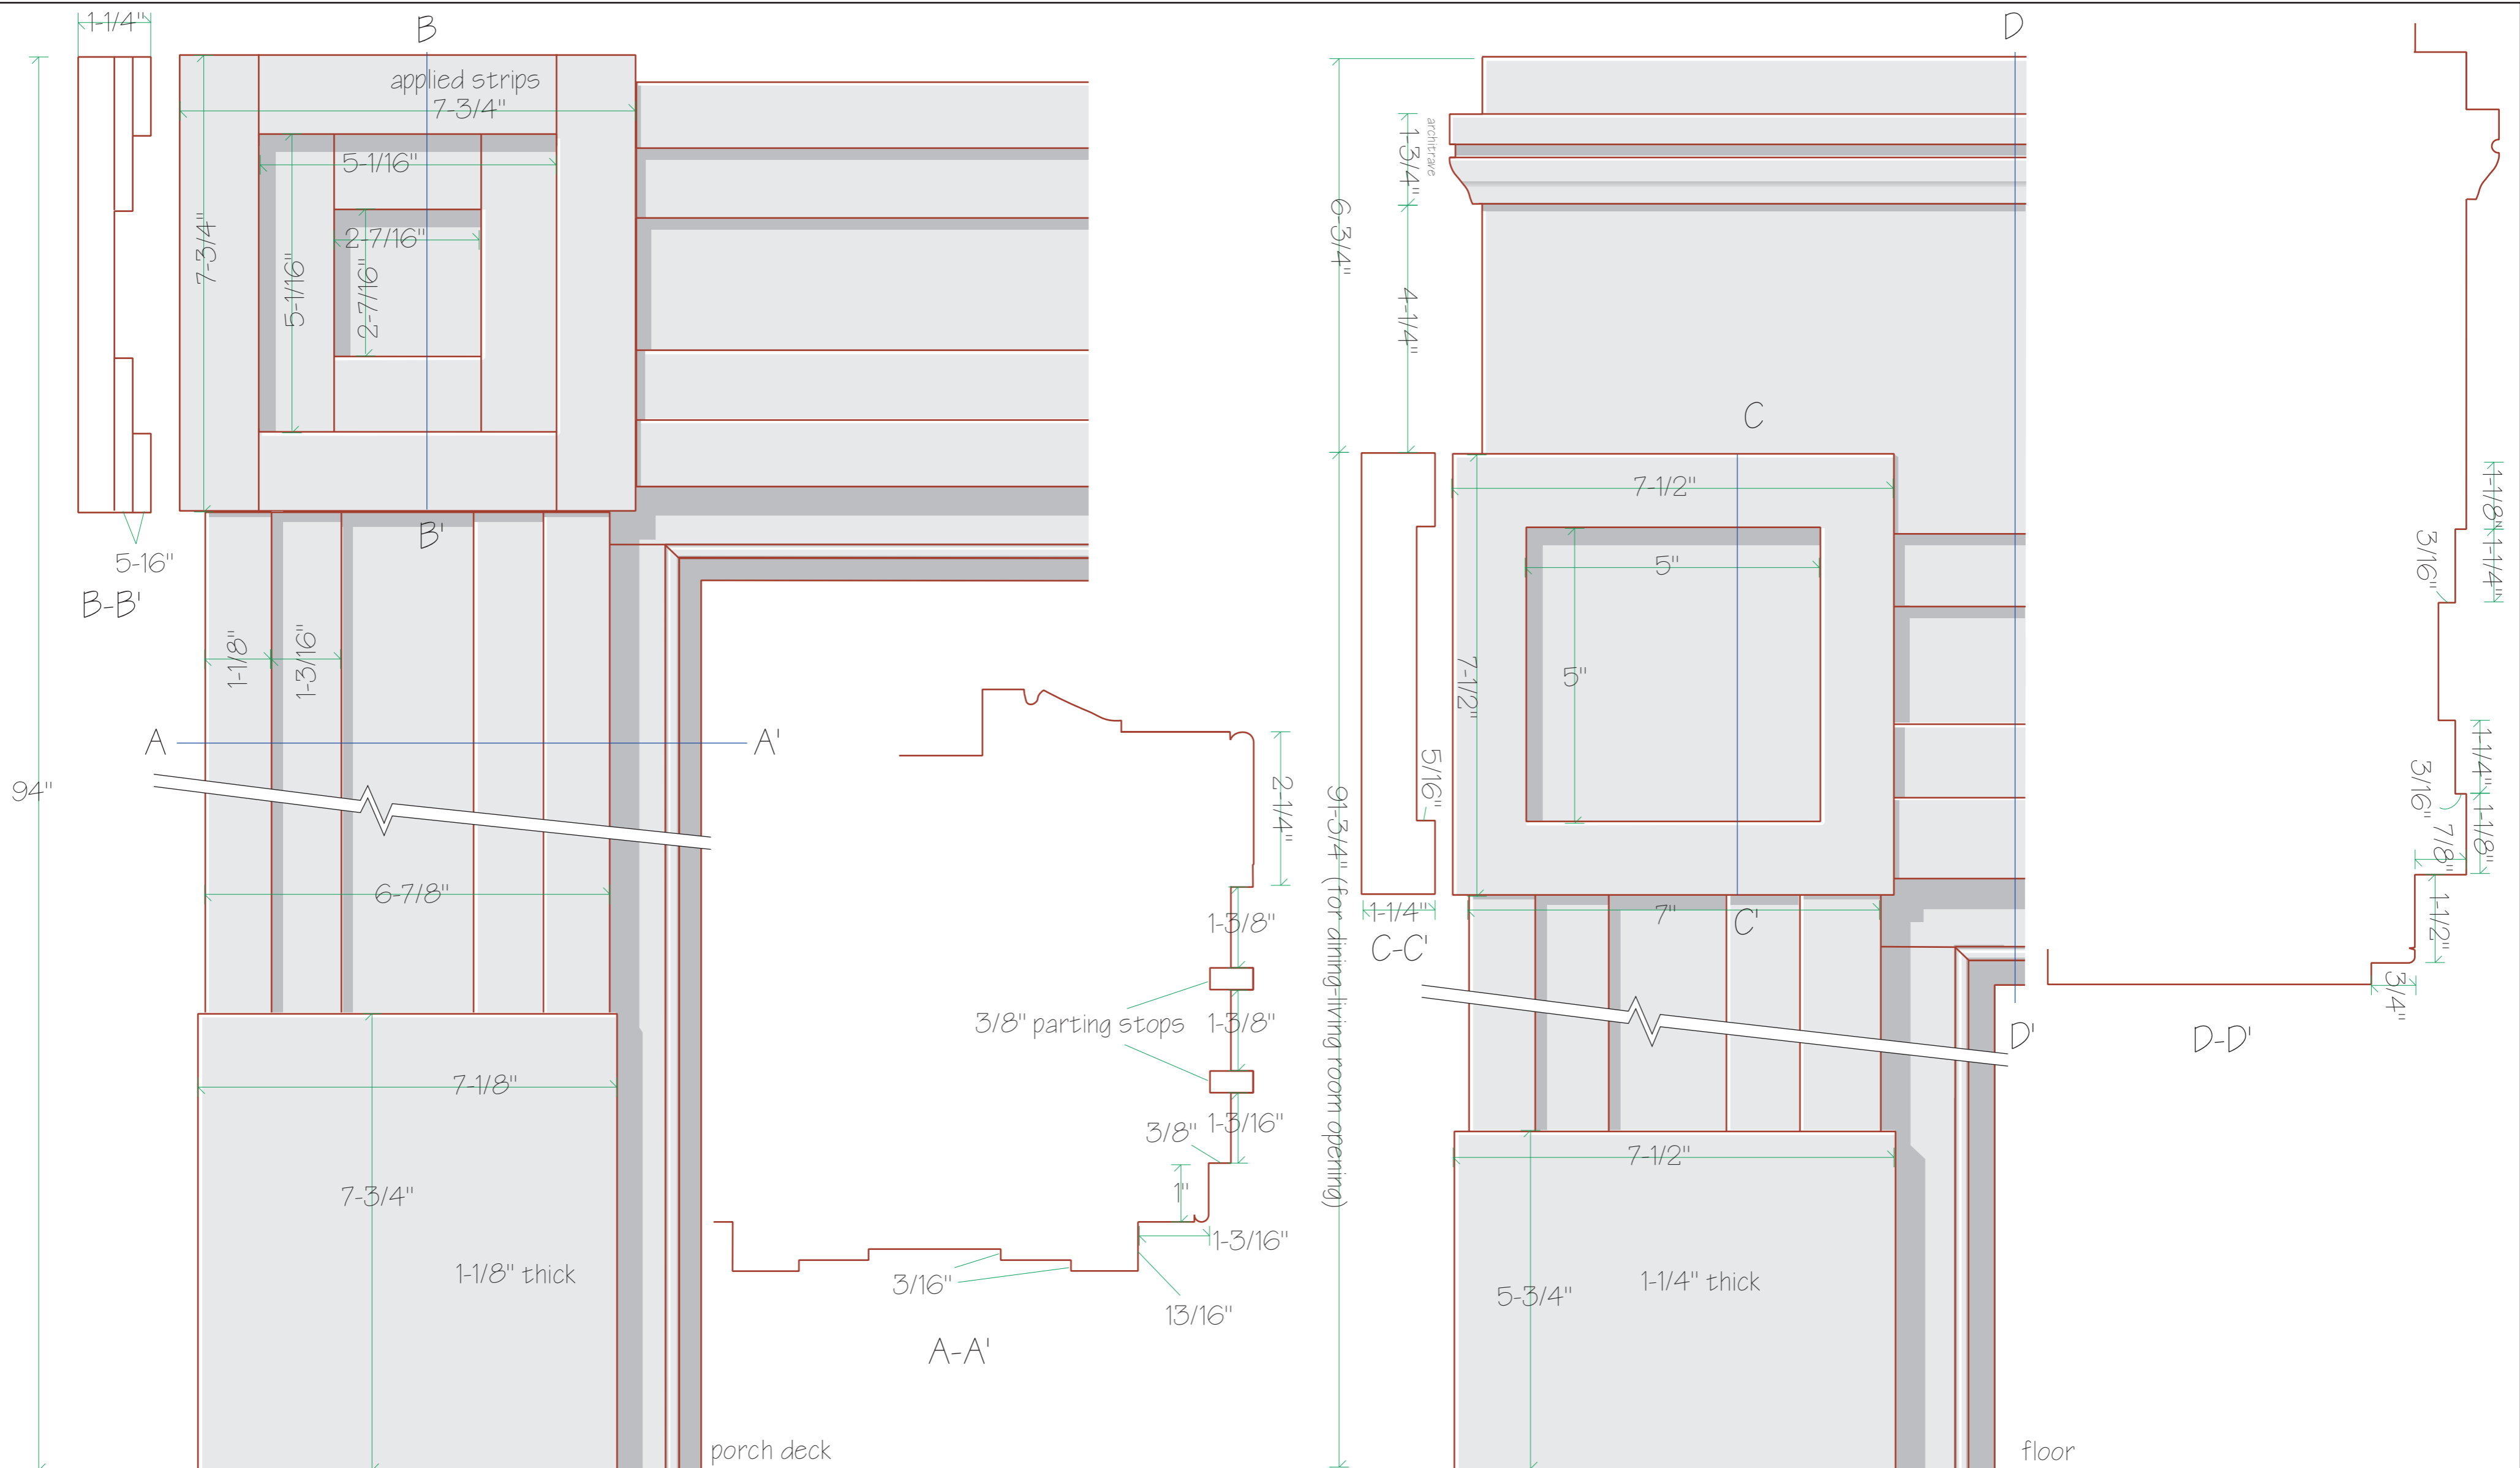 1-1/4"
B
applied strips
7-3/4"
5-1/16"
2-7/16"
7-3/4"
5-1/16"
2-7/16"
B'
5-16"
B-B'
1-1/8"
1-3/16"
A
A'
94"
6-7/8"
7-1/8"
7-3/4"
1-1/8" thick
porch deck
2-1/4"
1-3/8"
3/8" parting stops
1-3/8"
3/8"
1-3/16"
1"
1-3/16"
3/16"
13/16"
A-A'
D
architrave
1-3/4"
6-3/4"
4-1/4"
C
7-1/2"
5"
5"
7-1/2"
5/16"
91-3/4" (for dining-living room opening)
1-1/4"
C-C'
7"
C'
D'
7-1/2"
5-3/4"
1-1/4" thick
floor
1-1/8"
1-1/4"
3/16"
1-1/4"
3/16"
1-1/8"
7/8"
1-1/2"
3/4"
D-D'